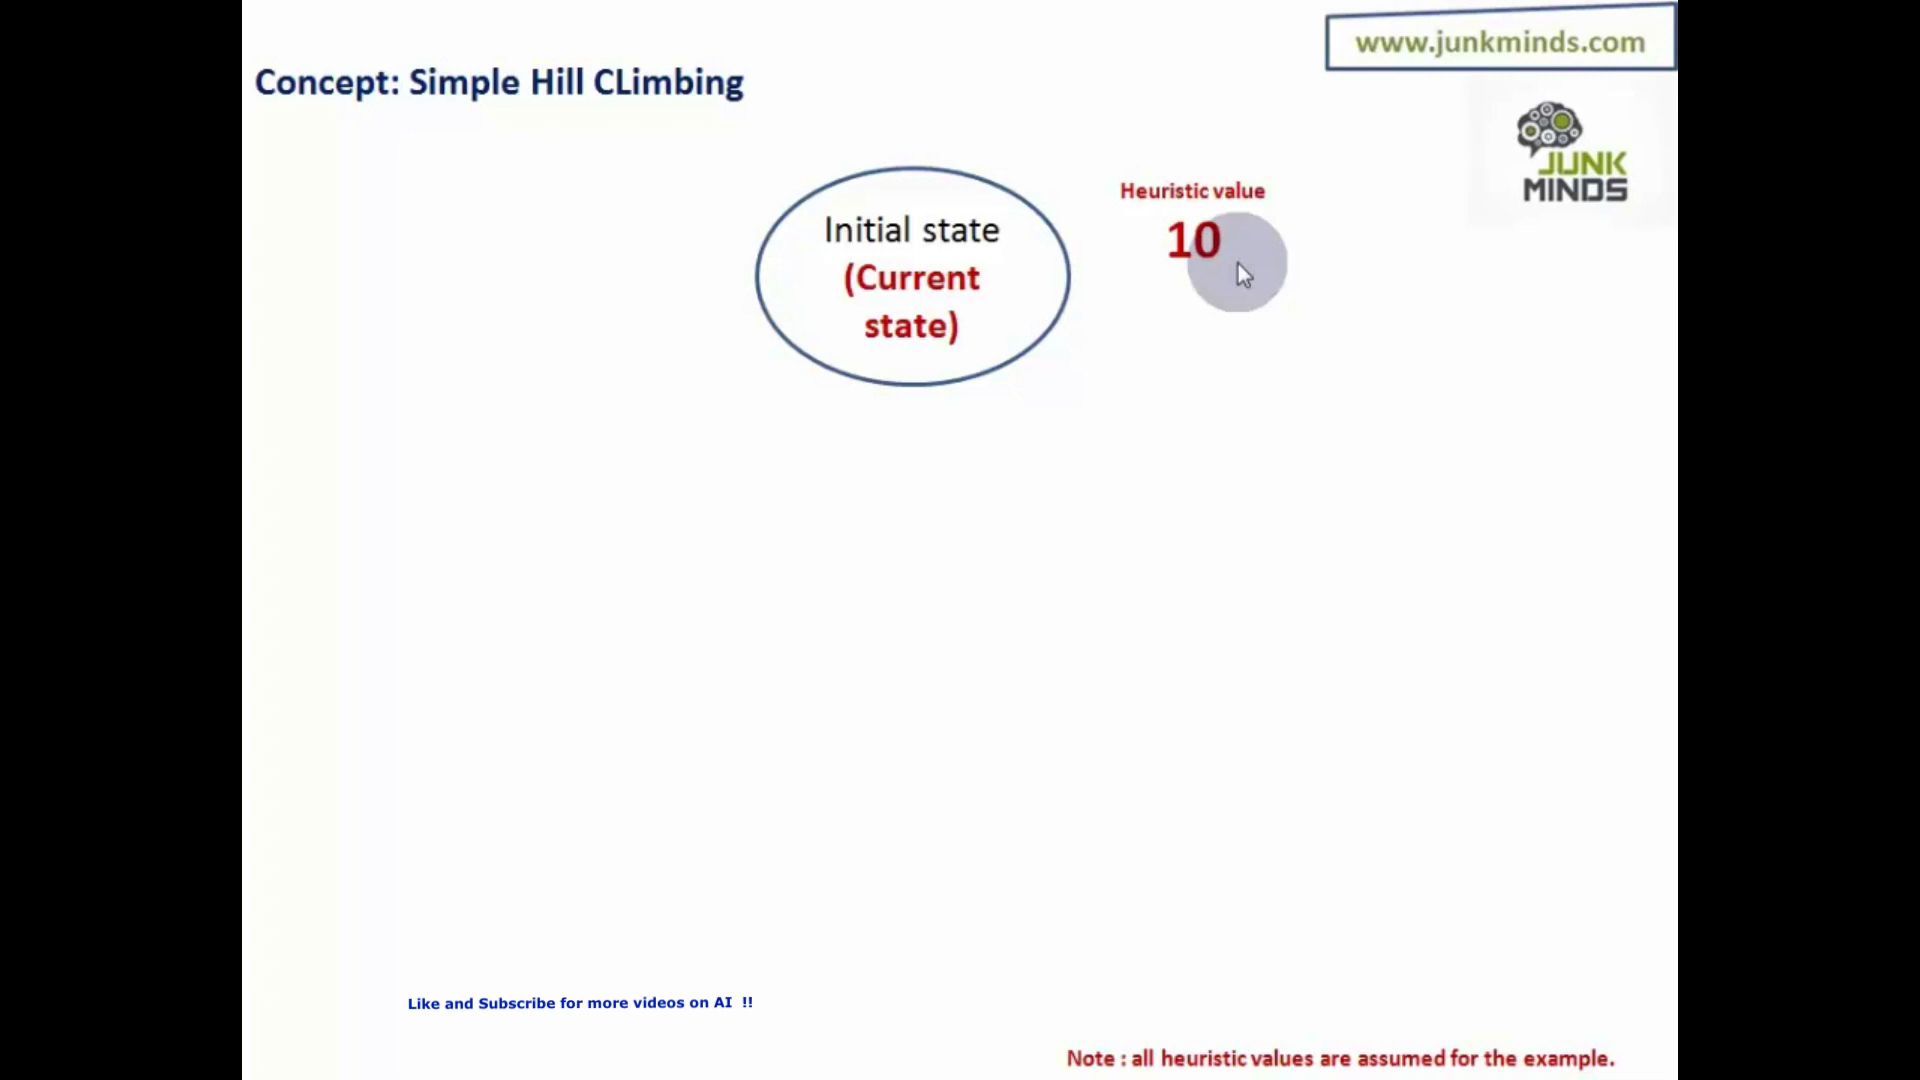 www.junkminds.com
Concept: Simple Hill CLimbing
JUNK
MINDS
Heuristic value
10
Initial state
(Current
state)
Like and Subscribe for more videos on AI !!
Note : all heuristic values are assumed for the example.